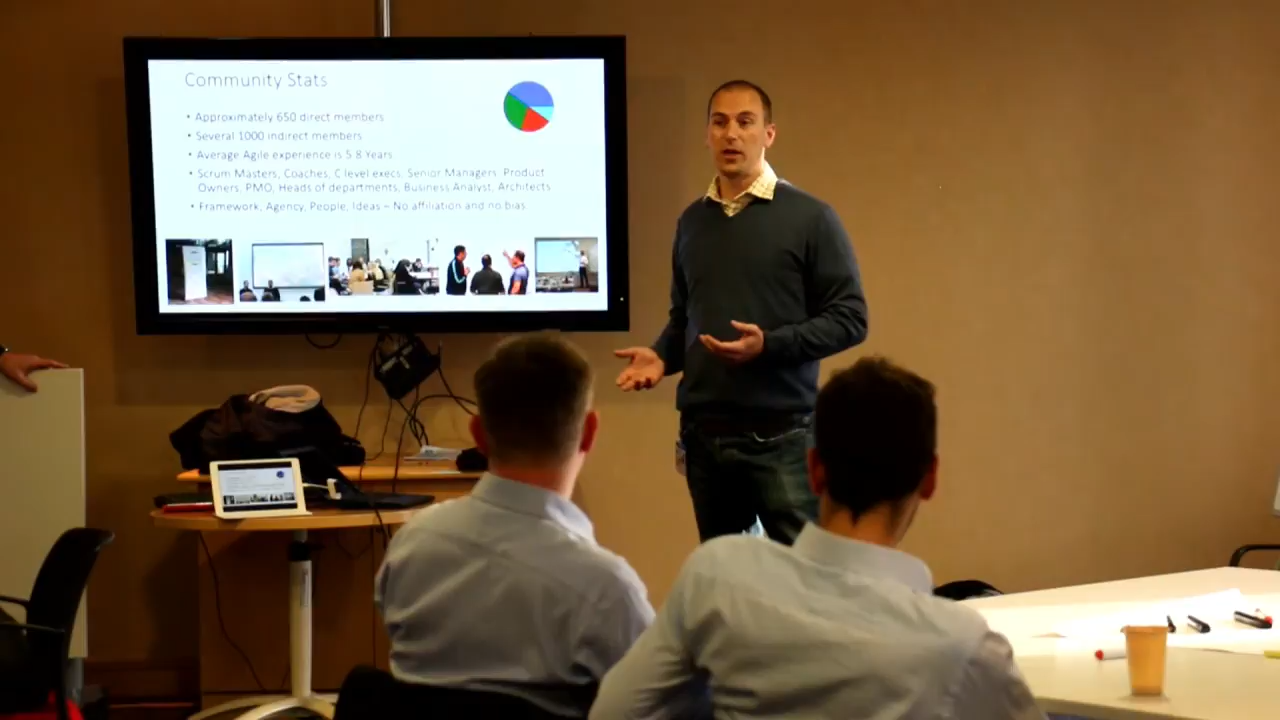 Community Stats
• Approximately 650 direct members
• Several 1000 indirect members
• Average Agile experience is 5.8 Years
• Scrum Masters, Coaches, C level execs, Senior Managers, Product
Owners, PMO, Heads of departments, Business Analyst, Architects
• Framework, Agency, People, Ideas – No affiliation and no bias